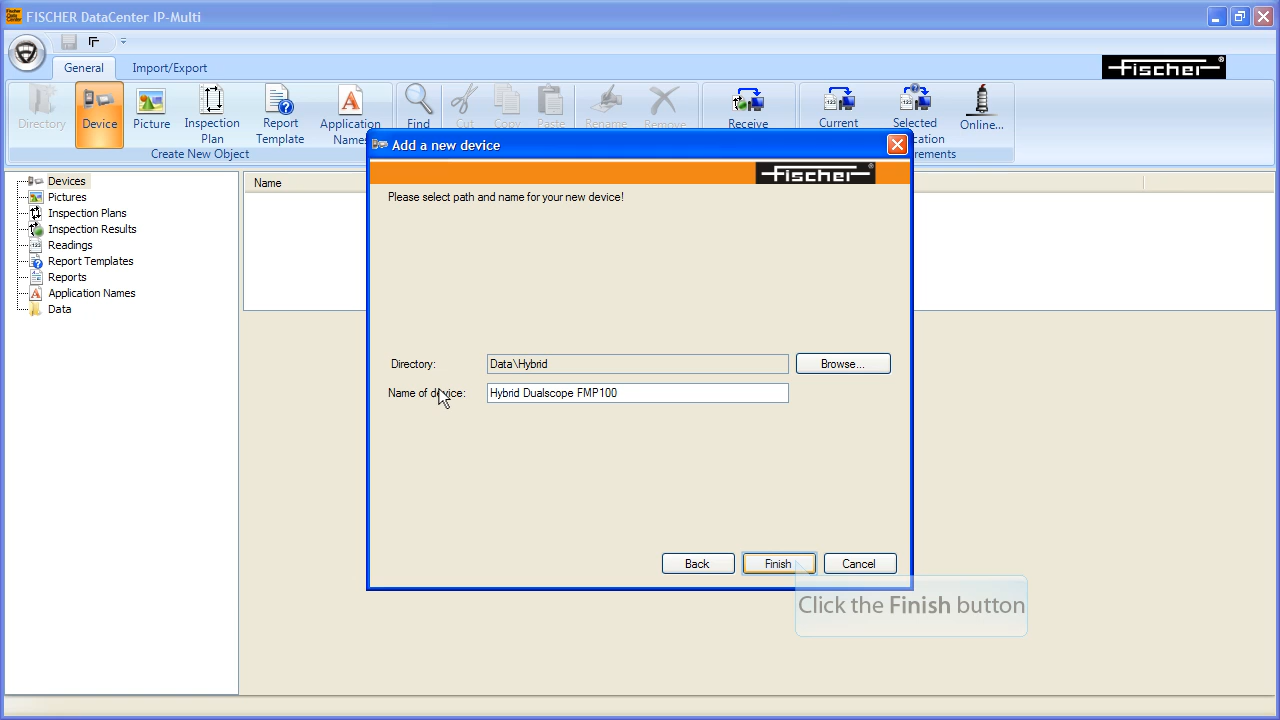 FISCHER DataCenter IP-Multi
General
Import/Export
Fischer®
Directory
Device
Picture
Inspection
Plan
Report
Template
Application
Names
Find
Cut
Copy
Paste
Rename
Remove
Receive
Current
Selected
Online...
Create New Object
Add a new device
Fischer®
Please select path and name for your new device!
Devices
Pictures
Inspection Plans
Inspection Results
Readings
Report Templates
Reports
Application Names
Data
Name
Directory:
Data\Hybrid
Browse...
Name of device:
Hybrid Dualscope FMP100
Back
Finish
Cancel
Click the Finish button